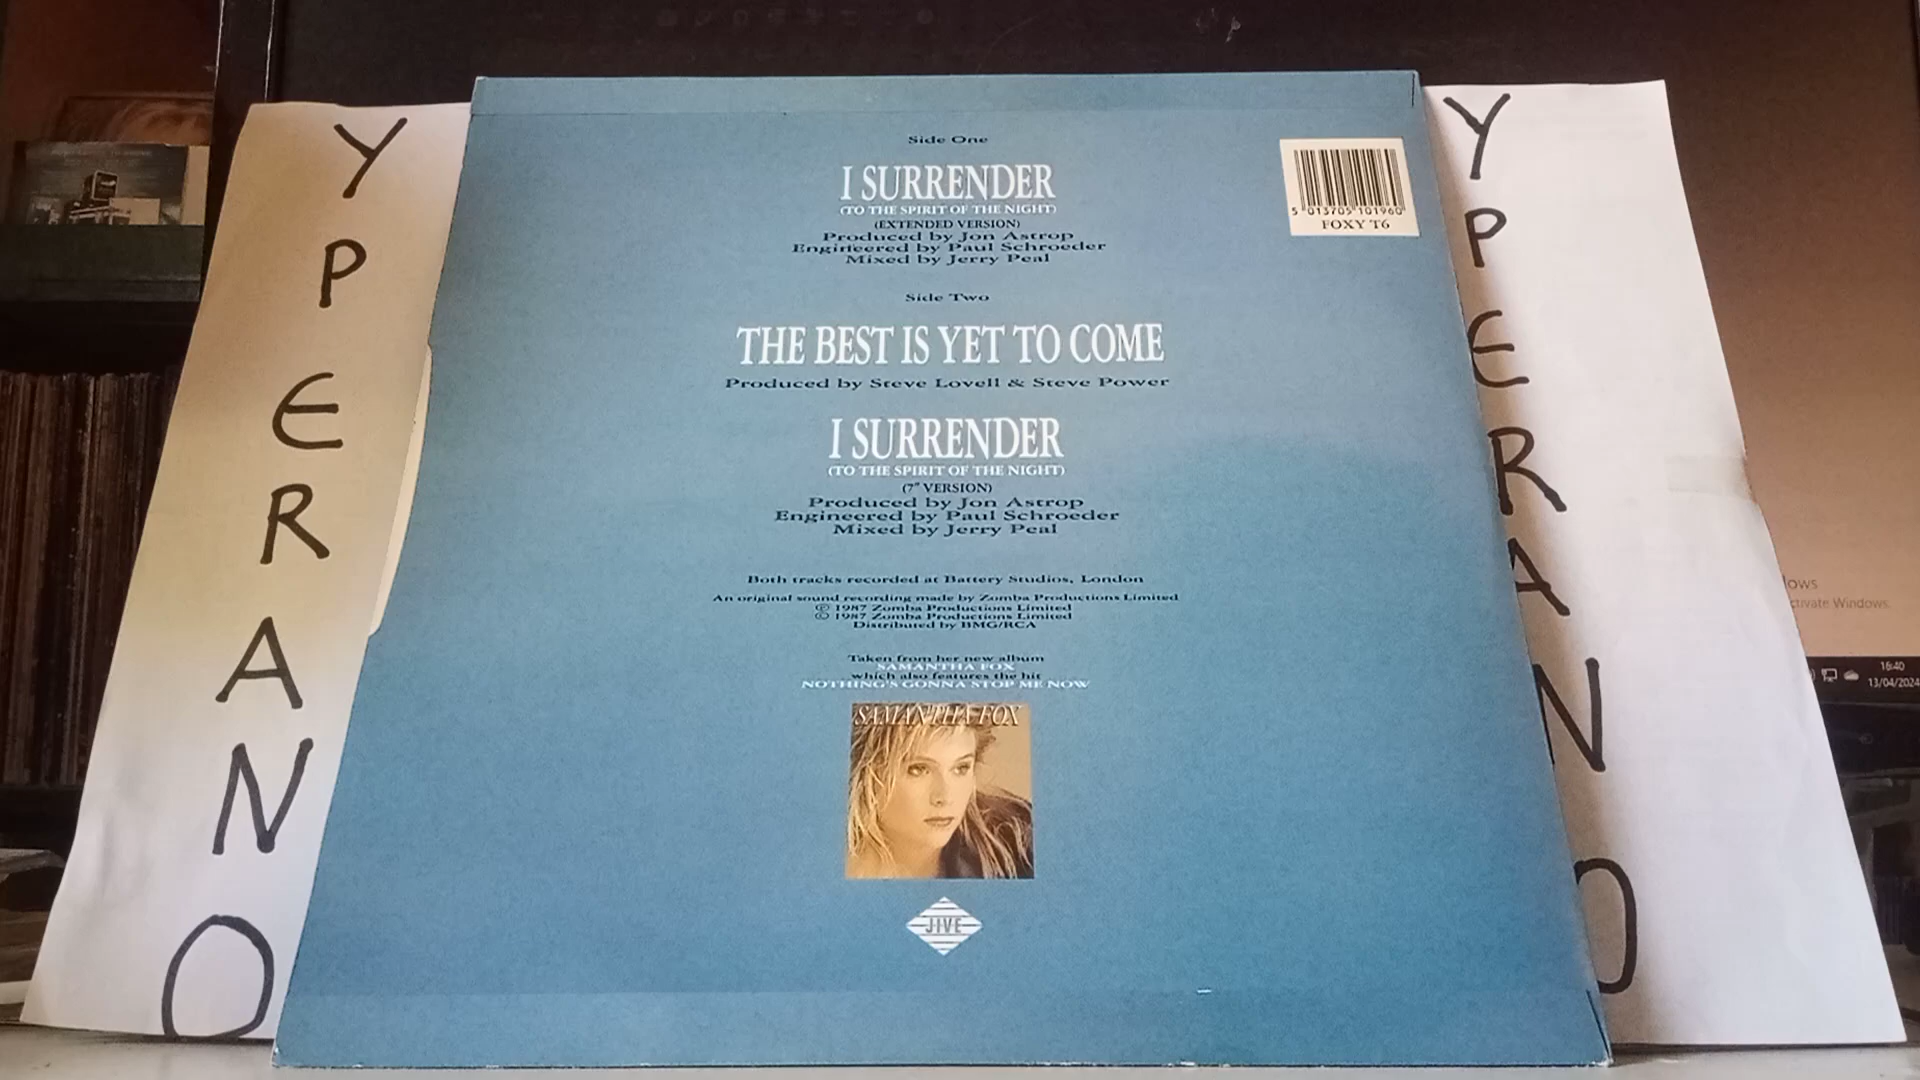 Y
P
E
R
A
N
O
Side One
I SURRENDER
(TO THE SPIRIT OF THE NIGHT)
(EXTENDED VERSION)
Produced by Jon Astrop
Engineered by Paul Schroeder
Mixed by Jerry Peal
Side Two
THE BEST IS YET TO COME
Produced by Steve Lovell & Steve Power
I SURRENDER
(TO THE SPIRIT OF THE NIGHT)
(7" VERSION)
Produced by Jon Astrop
Engineered by Paul Schroeder
Mixed by Jerry Peal
Both tracks recorded at Battery Studios, London
An original sound recording made by Zomba Productions Limited
℗ 1987 Zomba Productions Limited
© 1987 Zomba Productions Limited
Distributed by BMG/RCA
Taken from her new album
SAMANTHA FOX
which also features the hit
NOTHING'S GONNA STOP ME NOW
SAMANTHA FOX
JIVE
5 013705 101960
FOXY T6
Y
P
E
R
A
N
O
16:40
13/04/2024